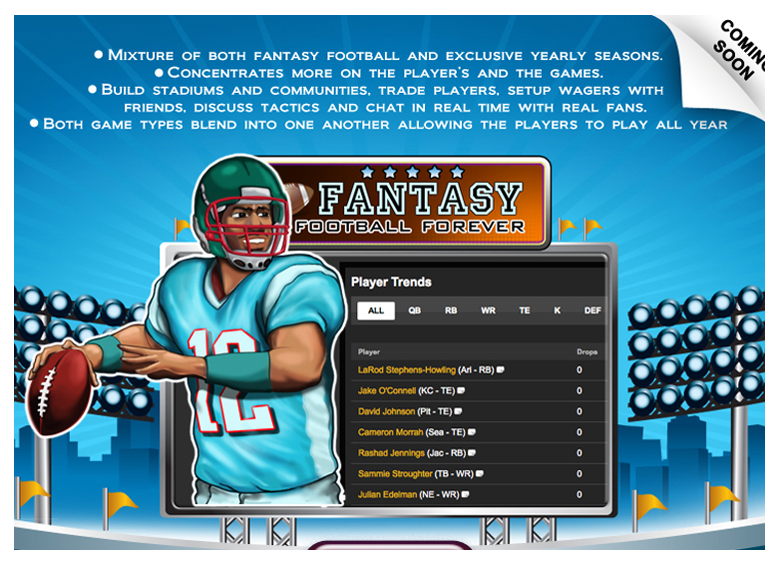 COMING
SOON
● Mixture of both fantasy football and exclusive yearly seasons.
● Concentrates more on the player's and the games.
● Build stadiums and communities, trade players, setup wagers with
friends, discuss tactics and chat in real time with real fans.
● Both game types blend into one another allowing the players to play all year
FANTASY
FOOTBALL FOREVER
Player Trends
ALL QB RB WR TE K DEF
Player Drops
LaRod Stephens-Howling (Ari - RB) 0
Jake O'Connell (KC - TE) 0
David Johnson (Pit - TE) 0
Cameron Morrah (Sea - TE) 0
Rashad Jennings (Jac - RB) 0
Sammie Stroughter (TB - WR) 0
Julian Edelman (NE - WR) 0
12